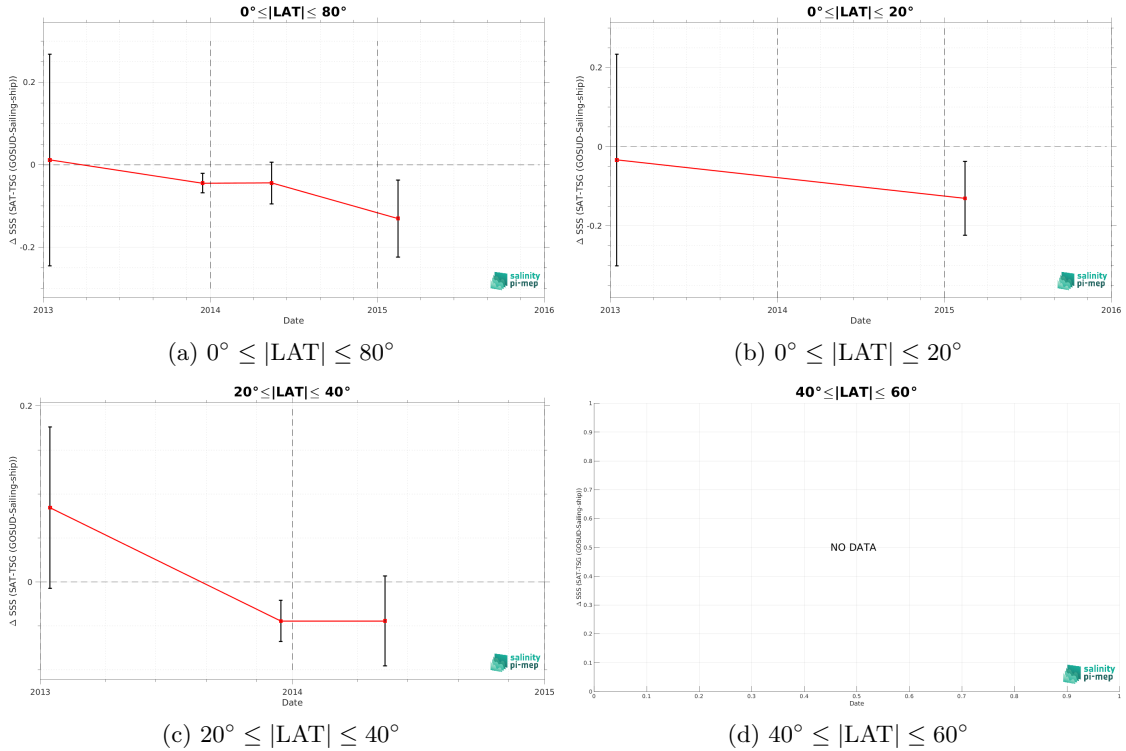 0°≤|LAT|≤ 80°
Δ SSS (SAT-TSG (GOSUD-Sailing-ship))
0.2
0
-0.2
2013
2014
2015
2016
Date
salinity
pi-mep
(a) 0° ≤ |LAT| ≤ 80°
0°≤|LAT|≤ 20°
Δ SSS (SAT-TSG (GOSUD-Sailing-ship))
0.2
0
-0.2
2013
2014
2015
2016
Date
salinity
pi-mep
(b) 0° ≤ |LAT| ≤ 20°
20°≤|LAT|≤ 40°
Δ SSS (SAT-TSG (GOSUD-Sailing-ship))
0.2
0
2013
2014
2015
Date
salinity
pi-mep
(c) 20° ≤ |LAT| ≤ 40°
40°≤|LAT|≤ 60°
Δ SSS (SAT-TSG (GOSUD-Sailing-ship))
1
0.9
0.8
0.7
0.6
0.5
0.4
0.3
0.2
0.1
0
NO DATA
0
0.1
0.2
0.3
0.4
0.5
0.6
0.7
0.8
0.9
1
Date
salinity
pi-mep
(d) 40° ≤ |LAT| ≤ 60°